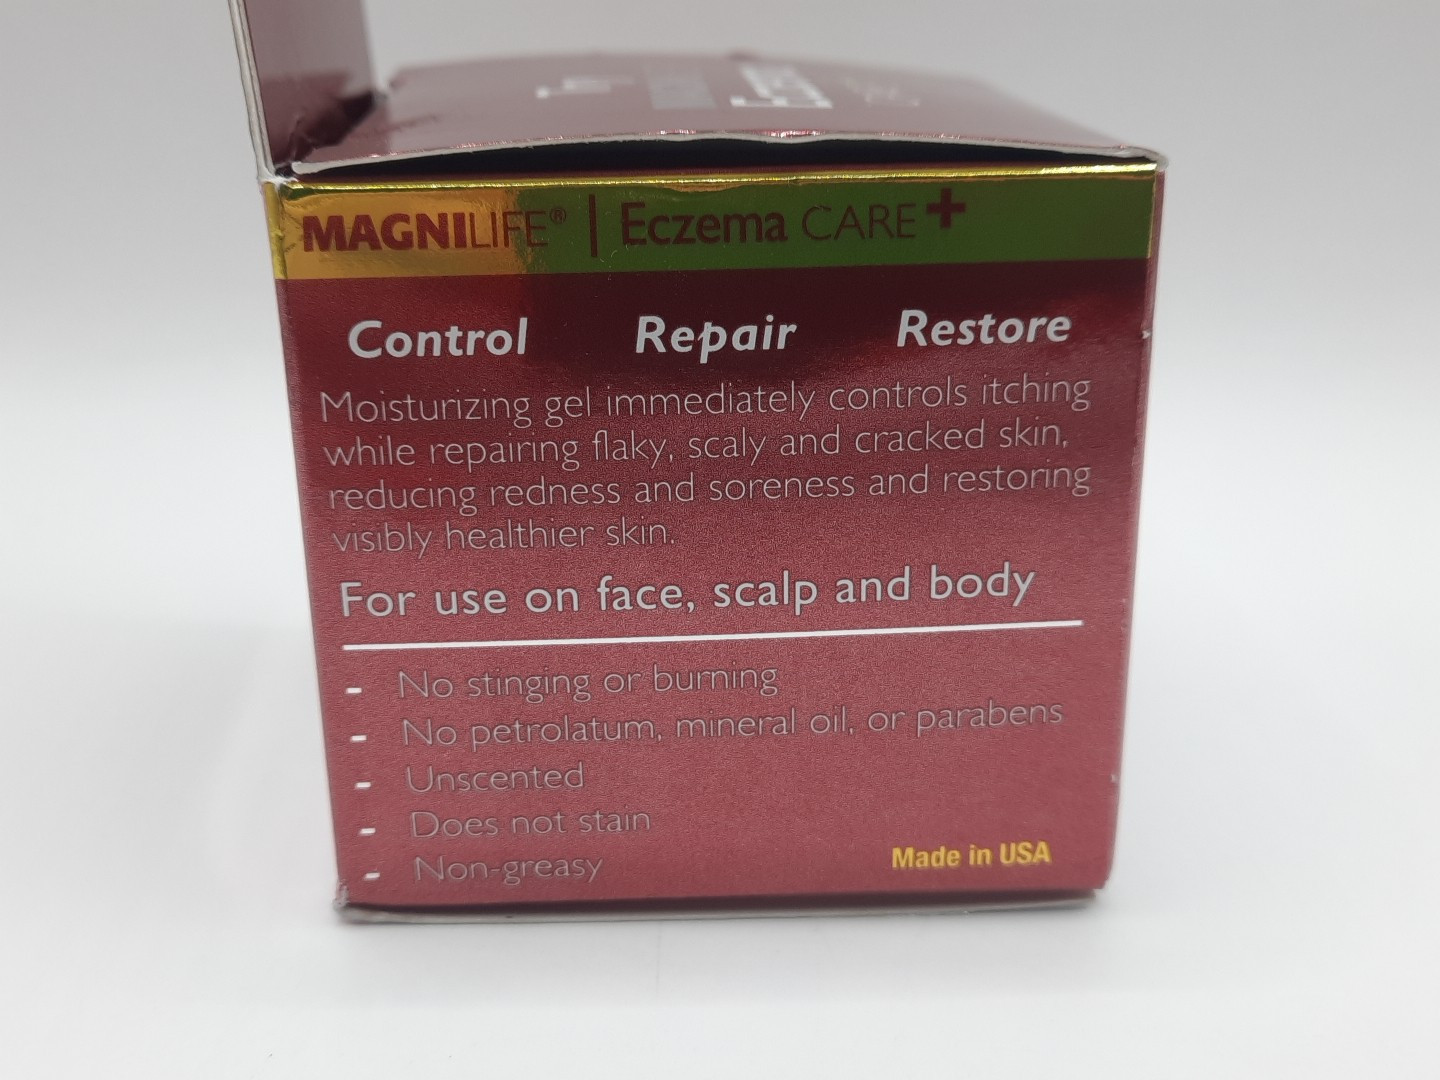 MAGNILIFE® | Eczema CARE+
Control Repair Restore
Moisturizing gel immediately controls itching
while repairing flaky, scaly and cracked skin,
reducing redness and soreness and restoring
visibly healthier skin.
For use on face, scalp and body
- No stinging or burning
- No petrolatum, mineral oil, or parabens
- Unscented
- Does not stain
- Non-greasy
Made in USA